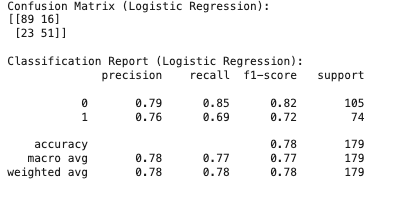 Confusion Matrix (Logistic Regression):
[[89 16]
 [23 51]]
Classification Report (Logistic Regression):
precision recall f1-score support
0 0.79 0.85 0.82 105
1 0.76 0.69 0.72 74
accuracy 0.78 179
macro avg 0.78 0.77 0.77 179
weighted avg 0.78 0.78 0.78 179